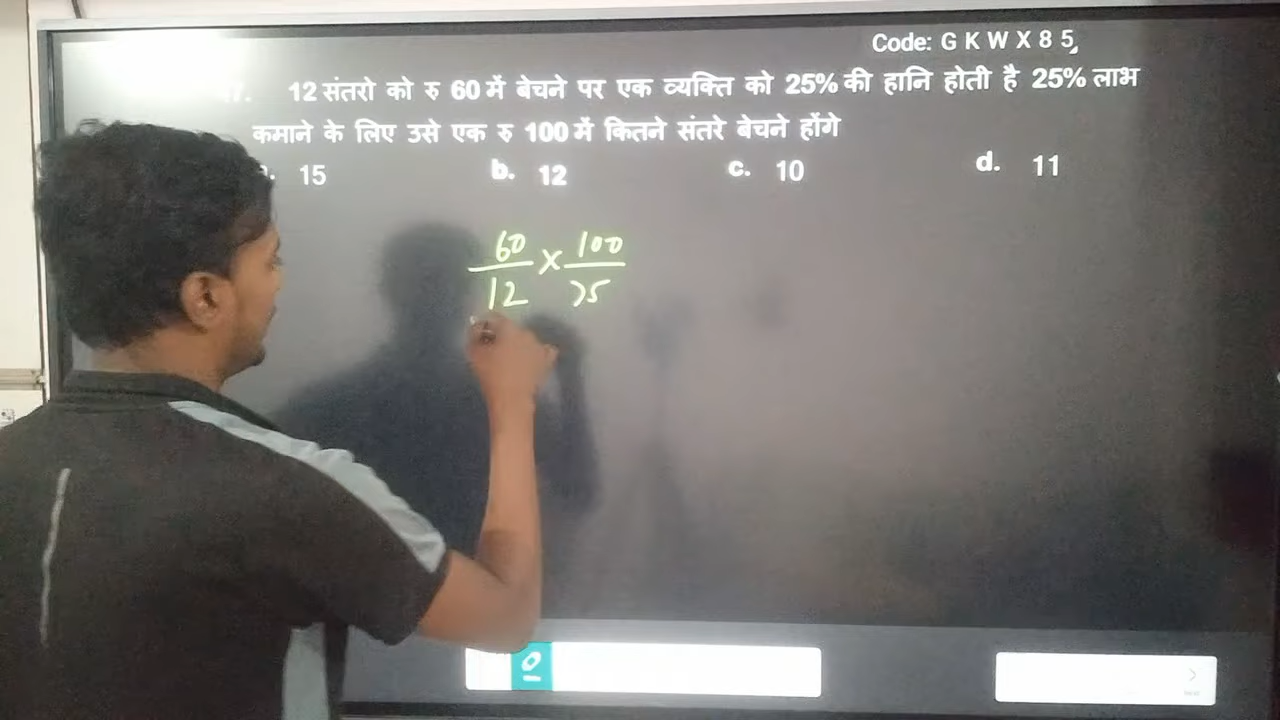 Code: G K W X 8 5
7. 12 संतरो को रु 60 में बेचने पर एक व्यक्ति को 25% की हानि होती है 25% लाभ
कमाने के लिए उसे एक रु 100 में कितने संतरे बेचने होंगे
15 b. 12 c. 10 d. 11
60 × 100
12 75